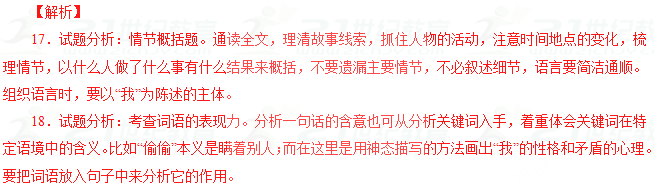 【解析】
17．试题分析：情节概括题。通读全文，理清故事线索，抓住人物的活动，注意时间地点的变化，梳
理情节，以什么人做了什么事有什么结果来概括，不要遗漏主要情节，不必叙述细节，语言要简洁通顺。
组织语言时，要以“我”为陈述的主体。
18．试题分析：考查词语的表现力。分析一句话的含意也可从分析关键词入手，着重体会关键词在特
定语境中的含义。比如“偷偷”本义是瞒着别人；而在这里是用神态描写的方法画出“我”的性格和矛盾的心理。
要把词语放入句子中来分析它的作用。